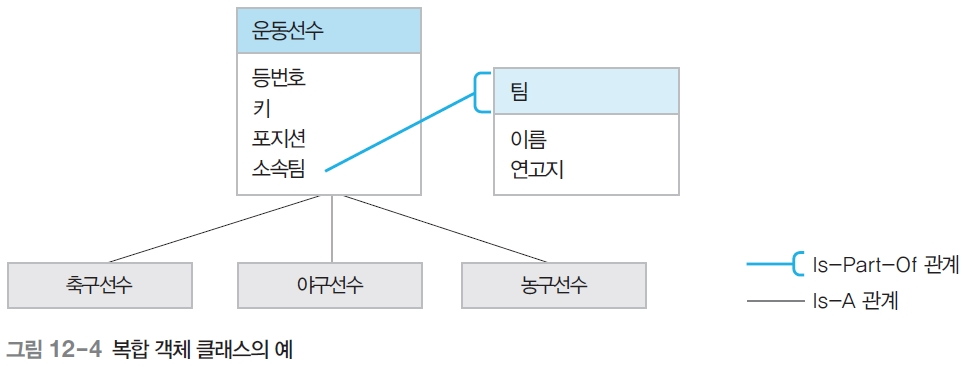 운동선수
등번호
키
포지션
소속팀
팀
이름
연고지
축구선수
야구선수
농구선수
Is-Part-Of 관계
Is-A 관계
그림 12-4 복합 객체 클래스의 예